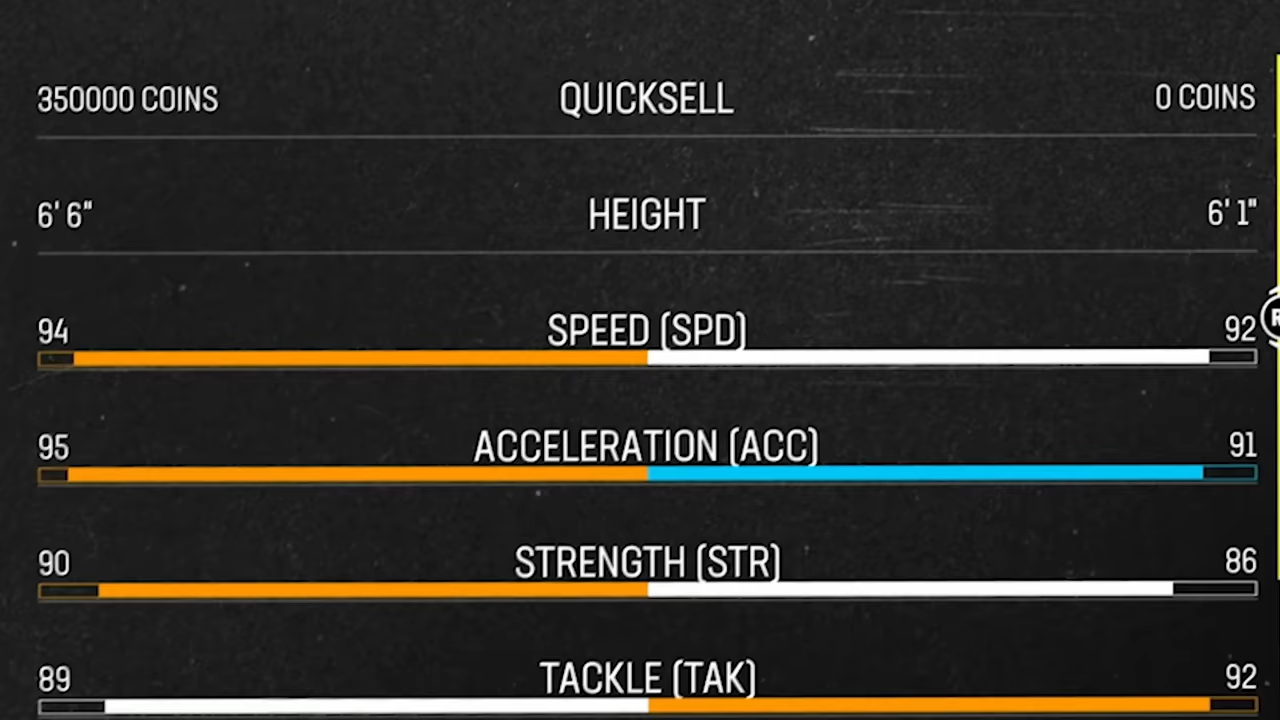 350000 COINS QUICKSELL 0 COINS
6' 6" HEIGHT 6' 1"
94 SPEED (SPD) 92
R
95 ACCELERATION (ACC) 91
90 STRENGTH (STR) 86
89 TACKLE (TAK) 92